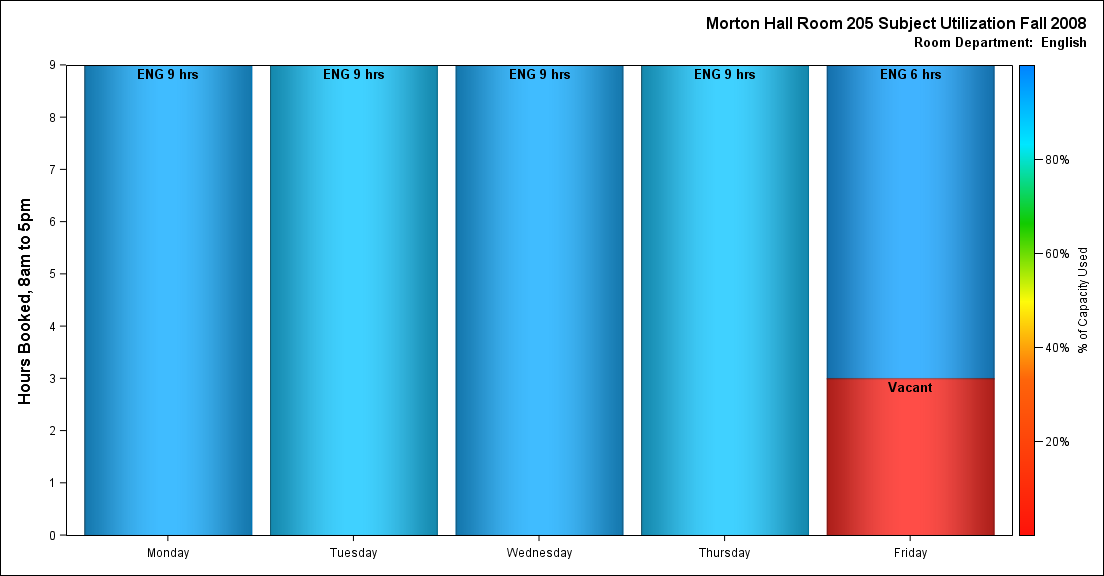 Morton Hall Room 205 Subject Utilization Fall 2008
Room Department:  English
Hours Booked, 8am to 5pm
9
8
7
6
5
4
3
2
1
0
ENG 9 hrs
ENG 9 hrs
ENG 9 hrs
ENG 9 hrs
ENG 6 hrs
Vacant
Monday
Tuesday
Wednesday
Thursday
Friday
80%
60%
40%
20%
% of Capacity Used